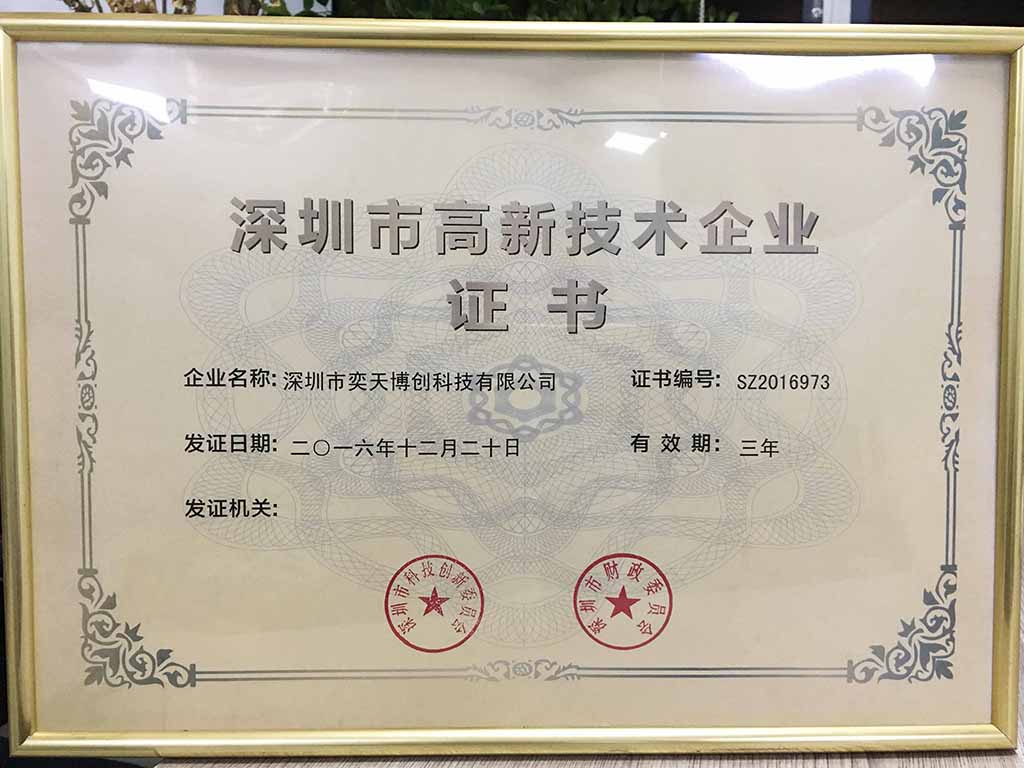 深圳市高新技术企业
证书
企业名称: 深圳市奕天博创科技有限公司 证书编号: SZ2016973
发证日期: 二〇一六年十二月二十日 有效期: 三年
发证机关:
深圳市科技创新委员会 深圳市财政委员会